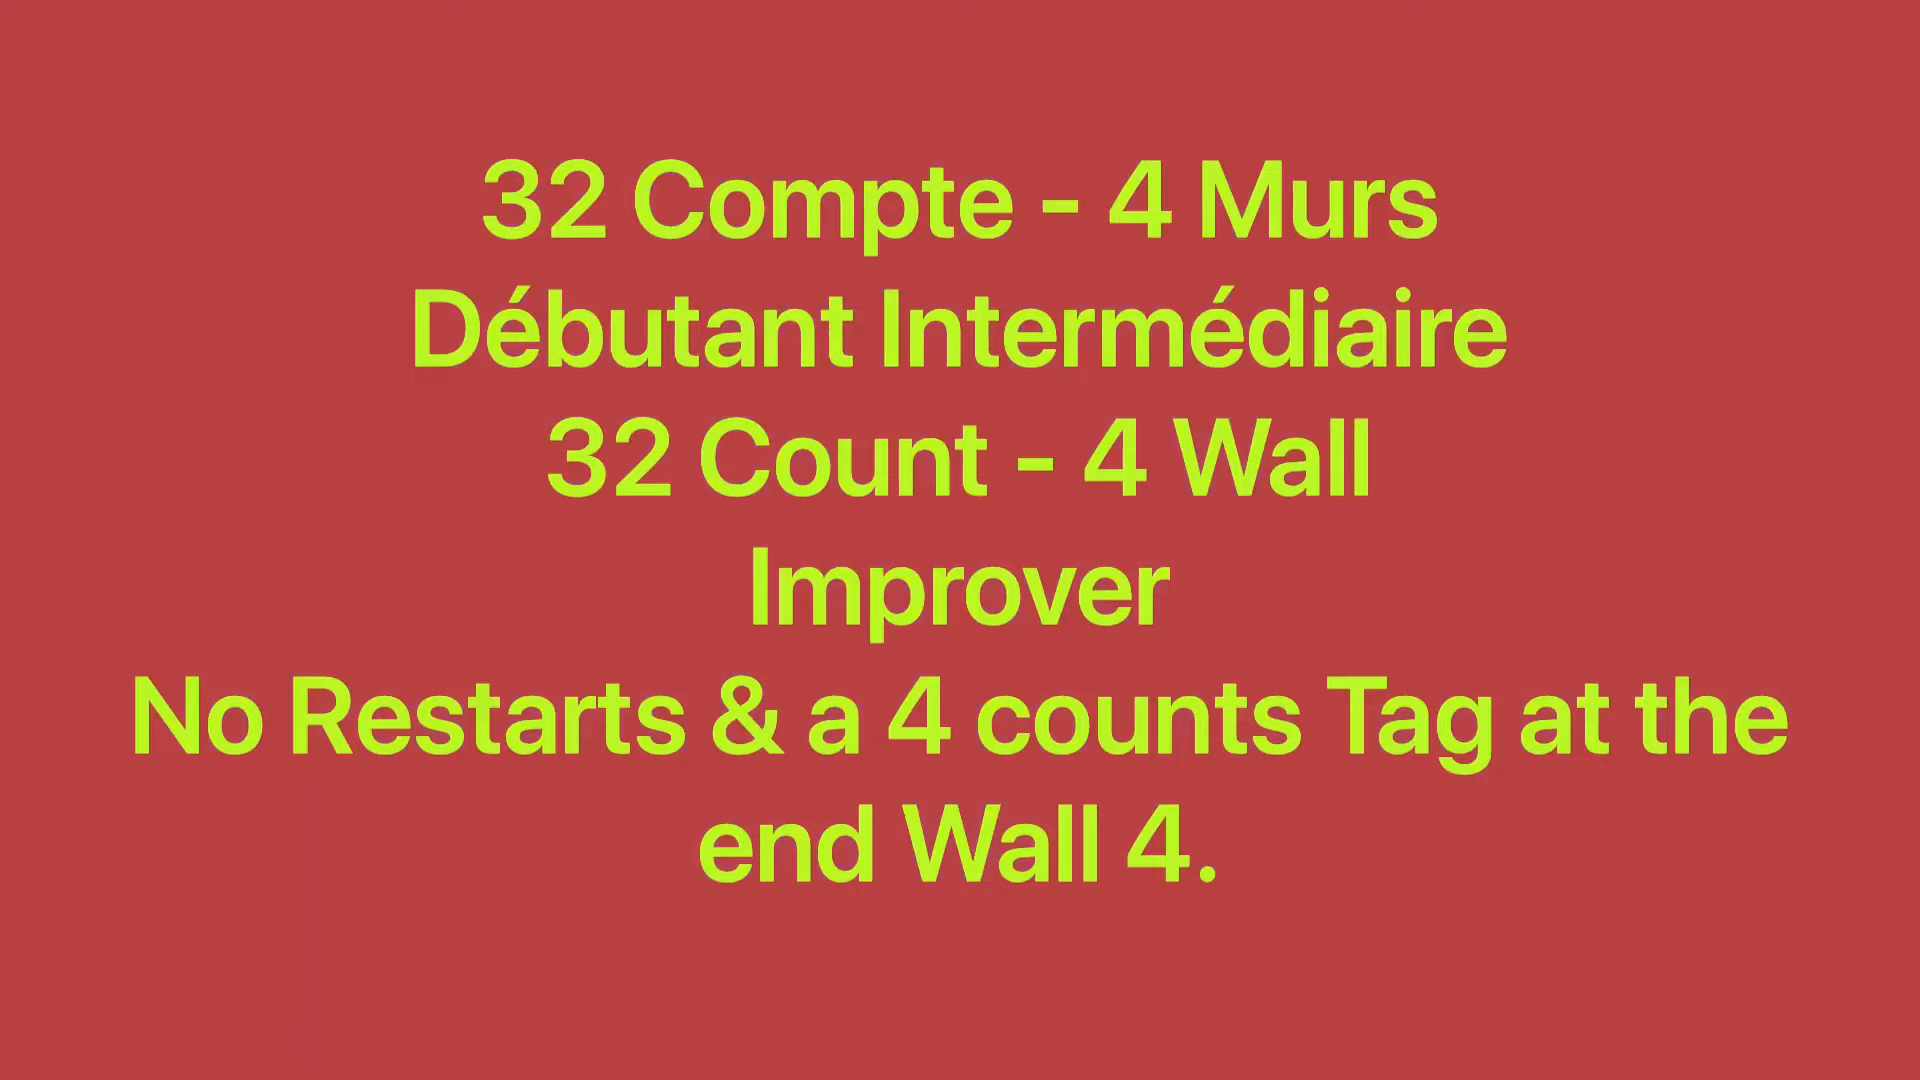 32 Compte - 4 Murs
Débutant Intermédiaire
32 Count - 4 Wall
Improver
No Restarts & a 4 counts Tag at the
end Wall 4.